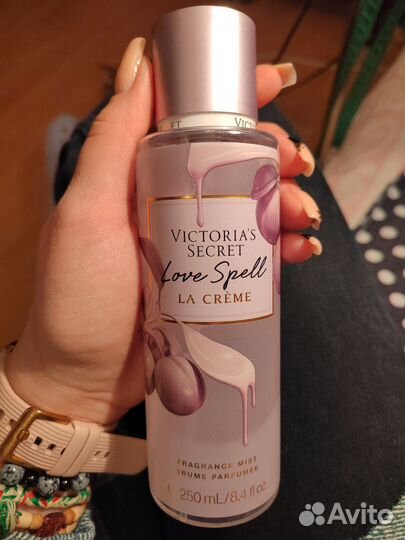 VICTORIA'S
SECRET
Love Spell
LA CRÈME
FRAGRANCE MIST
BRUME PARFUMÉE
250 mL/8.4 fl oz
Avito